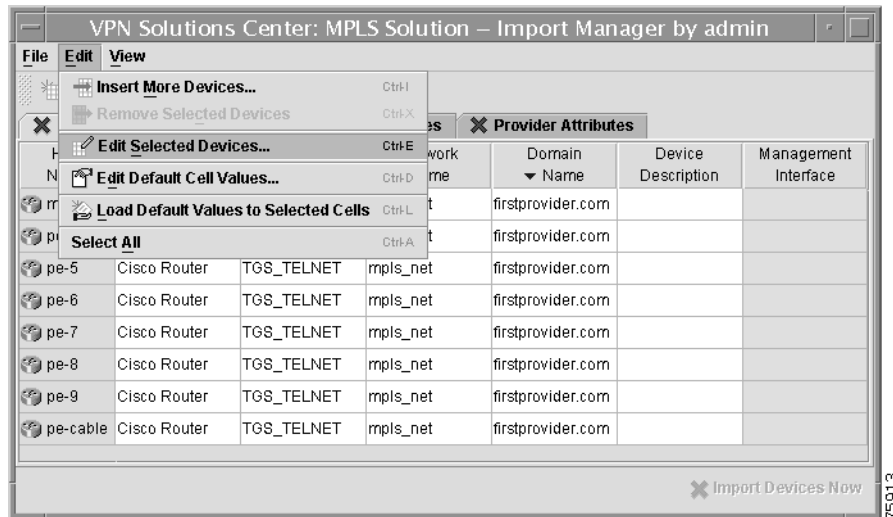 VPN Solutions Center: MPLS Solution – Import Manager by admin
File Edit View
Insert More Devices... Ctrl-I
Remove Selected Devices Ctrl-X
Edit Selected Devices... Ctrl-E
Edit Default Cell Values... Ctrl-D
Load Default Values to Selected Cells Ctrl-L
Select All Ctrl-A
Provider Attributes
Domain Name
Device Description
Management Interface
firstprovider.com
firstprovider.com
pe-5 Cisco Router TGS_TELNET mpls_net firstprovider.com
pe-6 Cisco Router TGS_TELNET mpls_net firstprovider.com
pe-7 Cisco Router TGS_TELNET mpls_net firstprovider.com
pe-8 Cisco Router TGS_TELNET mpls_net firstprovider.com
pe-9 Cisco Router TGS_TELNET mpls_net firstprovider.com
pe-cable Cisco Router TGS_TELNET mpls_net firstprovider.com
Import Devices Now
75913